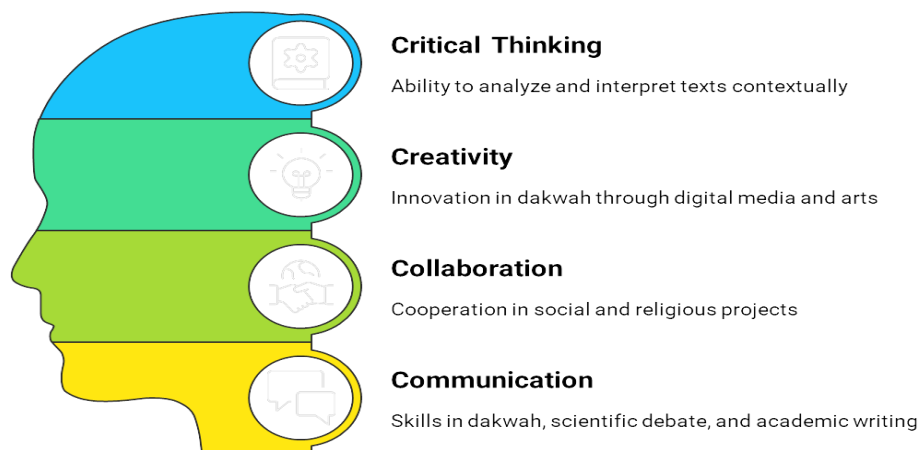 Critical Thinking
Ability to analyze and interpret texts contextually
Creativity
Innovation in dakwah through digital media and arts
Collaboration
Cooperation in social and religious projects
Communication
Skills in dakwah, scientific debate, and academic writing